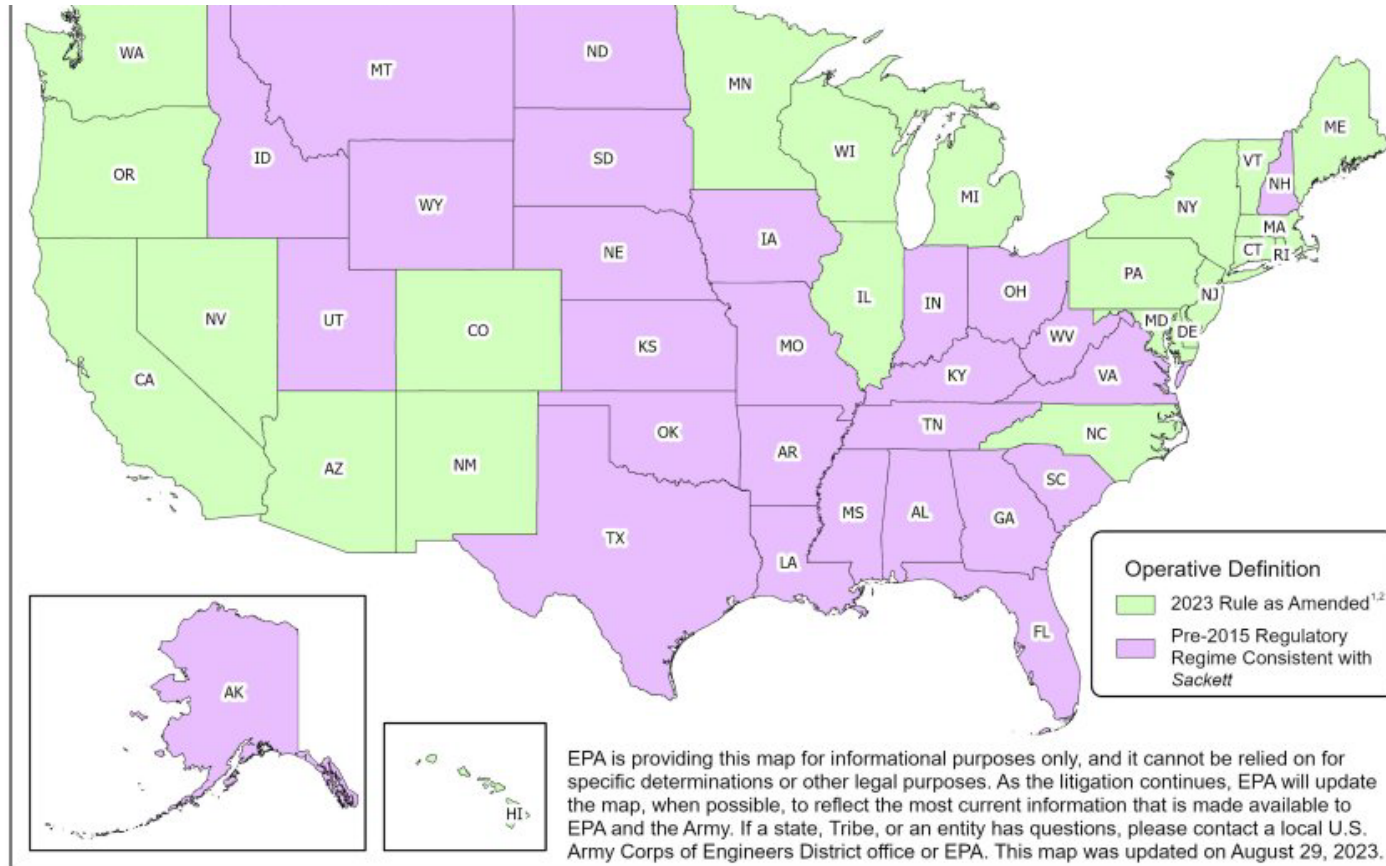 WA
MT
ND
MN
ME
OR
ID
SD
WI
VT
NH
WY
MI
NY
MA
IA
NE
CT
RI
PA
NV
UT
CO
IL
IN
OH
NJ
MD
DE
WV
CA
KS
MO
KY
VA
TN
NC
AZ
NM
OK
AR
SC
MS
AL
GA
TX
LA
FL
AK
HI
Operative Definition
2023 Rule as Amended1,2
Pre-2015 Regulatory
Regime Consistent with
Sackett
EPA is providing this map for informational purposes only, and it cannot be relied on for
specific determinations or other legal purposes. As the litigation continues, EPA will update
the map, when possible, to reflect the most current information that is made available to
EPA and the Army. If a state, Tribe, or an entity has questions, please contact a local U.S.
Army Corps of Engineers District office or EPA. This map was updated on August 29, 2023.